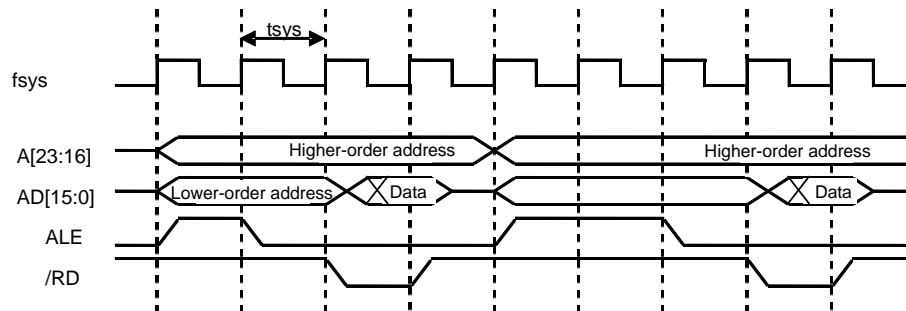 tsys
fsys
A[23:16]
Higher-order address
Higher-order address
AD[15:0]
Lower-order address
Data
Data
ALE
/RD